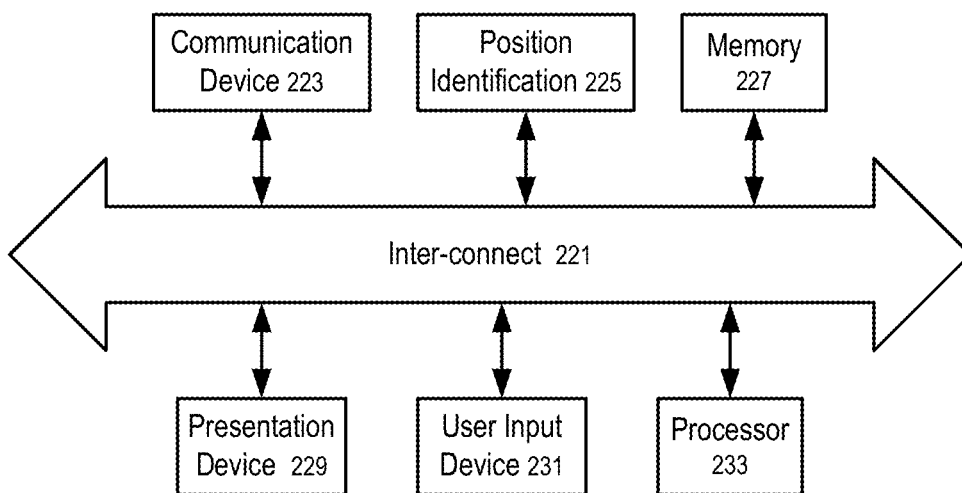 Communication
Device 223
Position
Identification 225
Memory
227
Inter-connect 221
Presentation
Device 229
User Input
Device 231
Processor
233